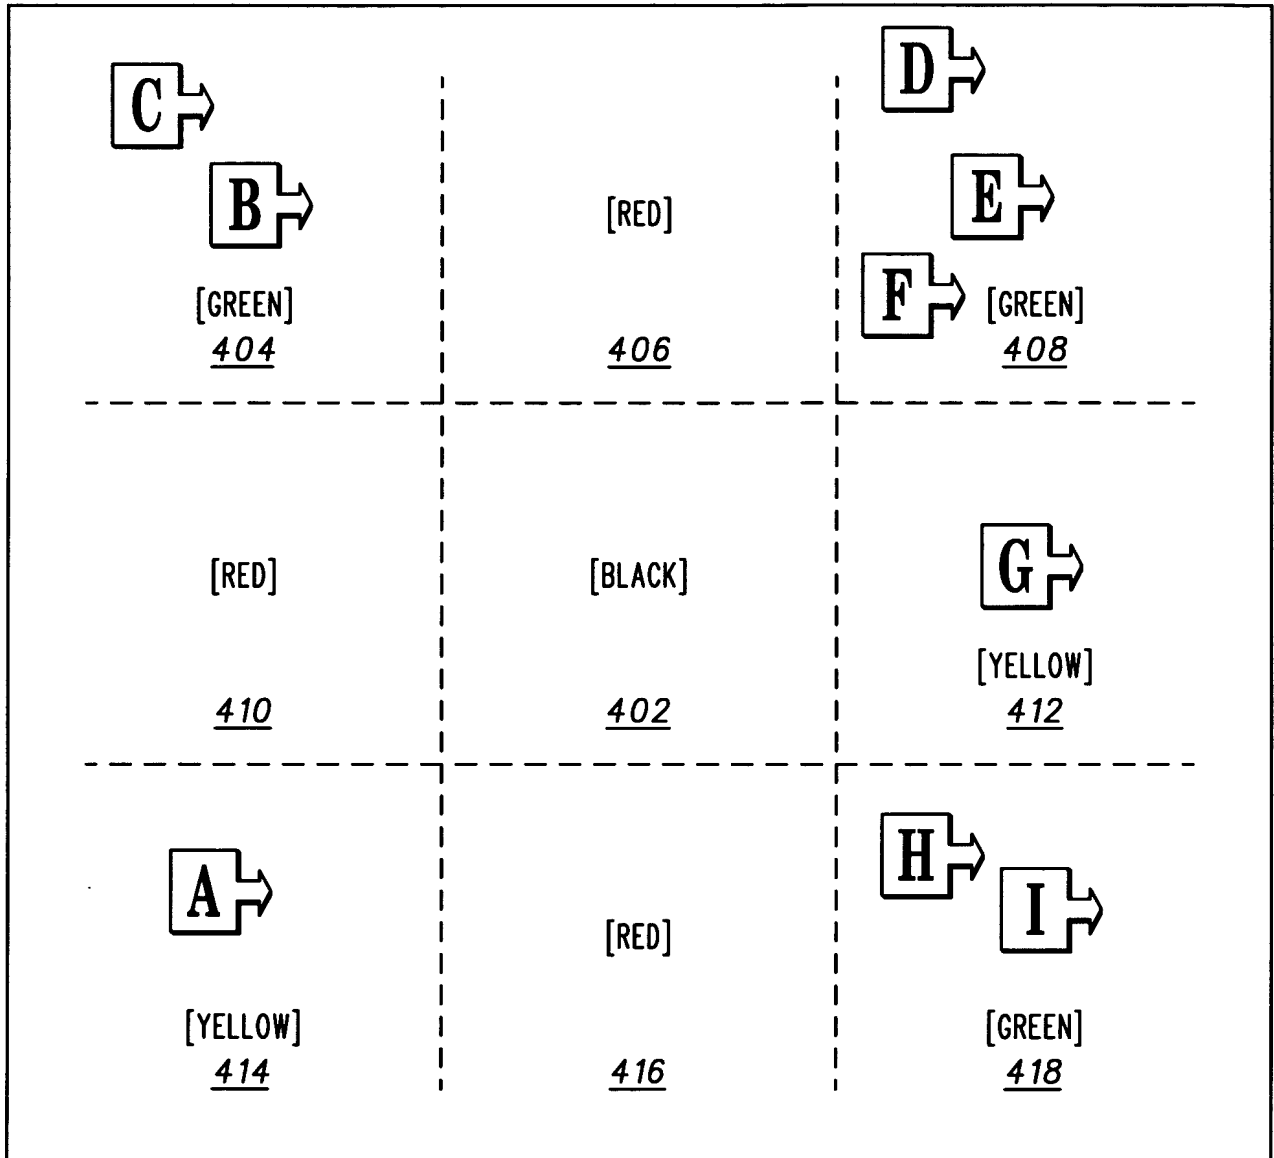 C
B
[GREEN]
404
[RED]
406
D
E
F
[GREEN]
408
[RED]
410
[BLACK]
402
G
[YELLOW]
412
A
[YELLOW]
414
[RED]
416
H
I
[GREEN]
418